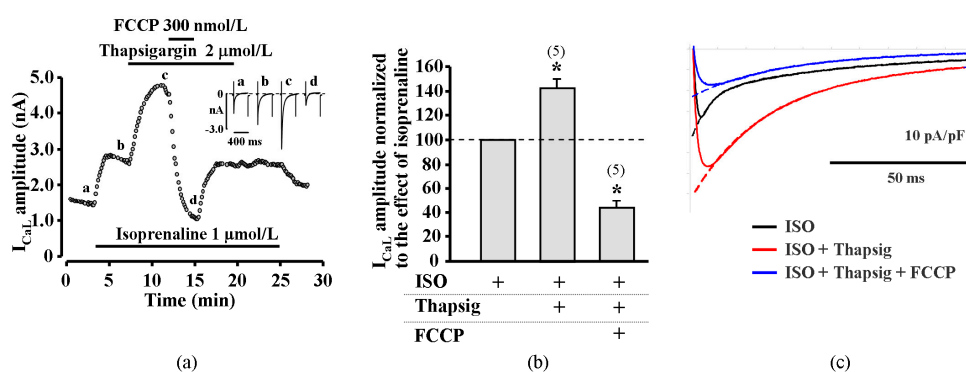 FCCP 300 nmol/L
Thapsigargin 2 μmol/L
I_CaL amplitude (nA)
5.0
4.0
3.0
2.0
1.0
0
a
b
c
d
a b c d
0
nA
-3.0
400 ms
Isoprenaline 1 μmol/L
0 5 10 15 20 25 30
Time (min)
(a)
I_CaL amplitude normalized
to the effect of isoprenaline
160
140
120
100
80
60
40
20
0
(5)
*
(5)
*
ISO + + +
Thapsig + +
FCCP +
(b)
10 pA/pF
50 ms
ISO
ISO + Thapsig
ISO + Thapsig + FCCP
(c)